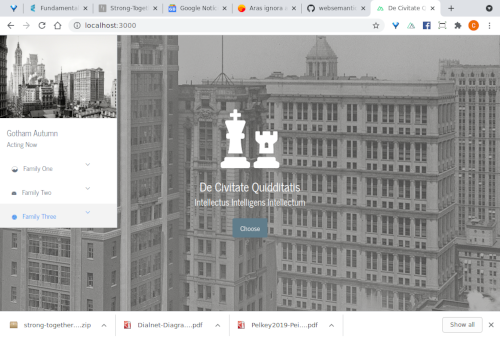 Fundamenta
Strong-Toget
Google Notic
Aras ignora
websemantic
De Civitate Q
localhost:3000
C
Gotham Autumn
Acting Now
Family One
Family Two
Family Three
De Civitate Quidditatis
Intellectus Intelligens Intellectum
Choose
strong-together....zip
Dialnet-Diagra....pdf
Pelkey2019-Pei....pdf
Show all